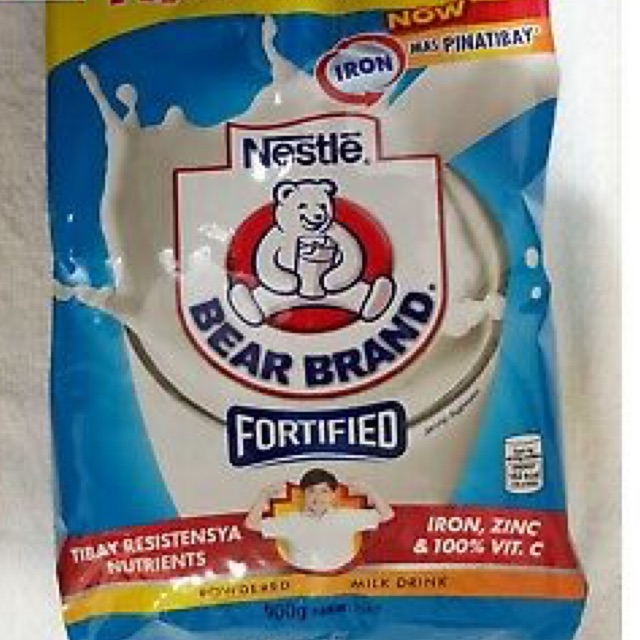 NOW
IRON
MAS PINATIBAY
Nestlé
BEAR BRAND
FORTIFIED
TIBAY RESISTENSYA
NUTRIENTS
IRON, ZINC
& 100% VIT. C
POWDERED MILK DRINK
900g